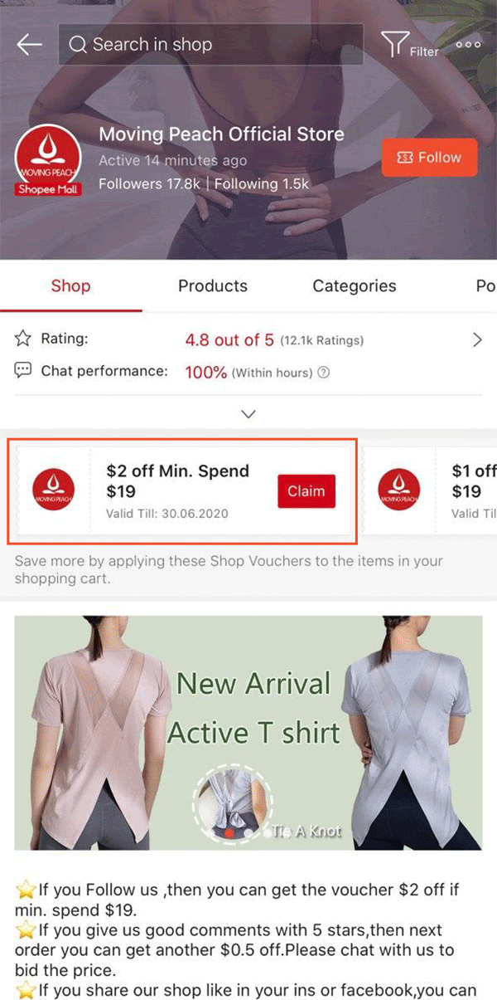 Search in shop
Filter
Moving Peach Official Store
Active 14 minutes ago
Followers 17.8k | Following 1.5k
Follow
MOVING PEACH
Shopee Mall
Shop
Products
Categories
Po
Rating:
4.8 out of 5 (12.1k Ratings)
Chat performance:
100% (Within hours)
MOVING PEACH
$2 off Min. Spend
$19
Valid Till: 30.06.2020
Claim
MOVING PEACH
$1 off
$19
Valid Til
Save more by applying these Shop Vouchers to the items in your
shopping cart.
New Arrival
Active T shirt
Tie A Knot
If you Follow us ,then you can get the voucher $2 off if
min. spend $19.
If you give us good comments with 5 stars,then next
order you can get another $0.5 off.Please chat with us to
bid the price.
If you share our shop like in your ins or facebook,you can